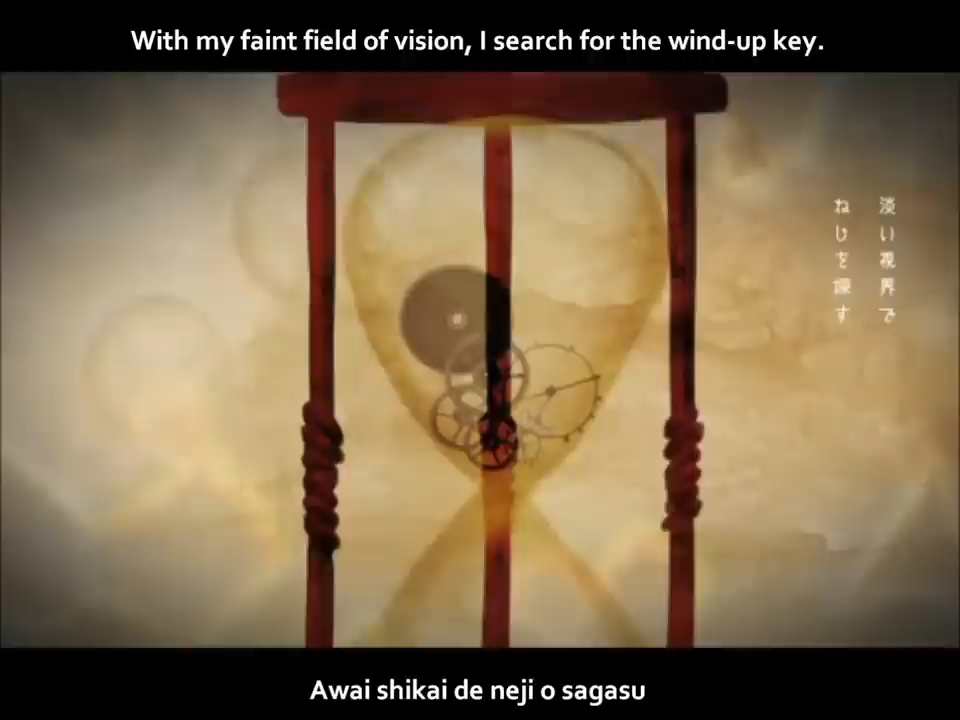 With my faint field of vision, I search for the wind-up key.
淡い視界で
ねじを探す
Awai shikai de neji o sagasu